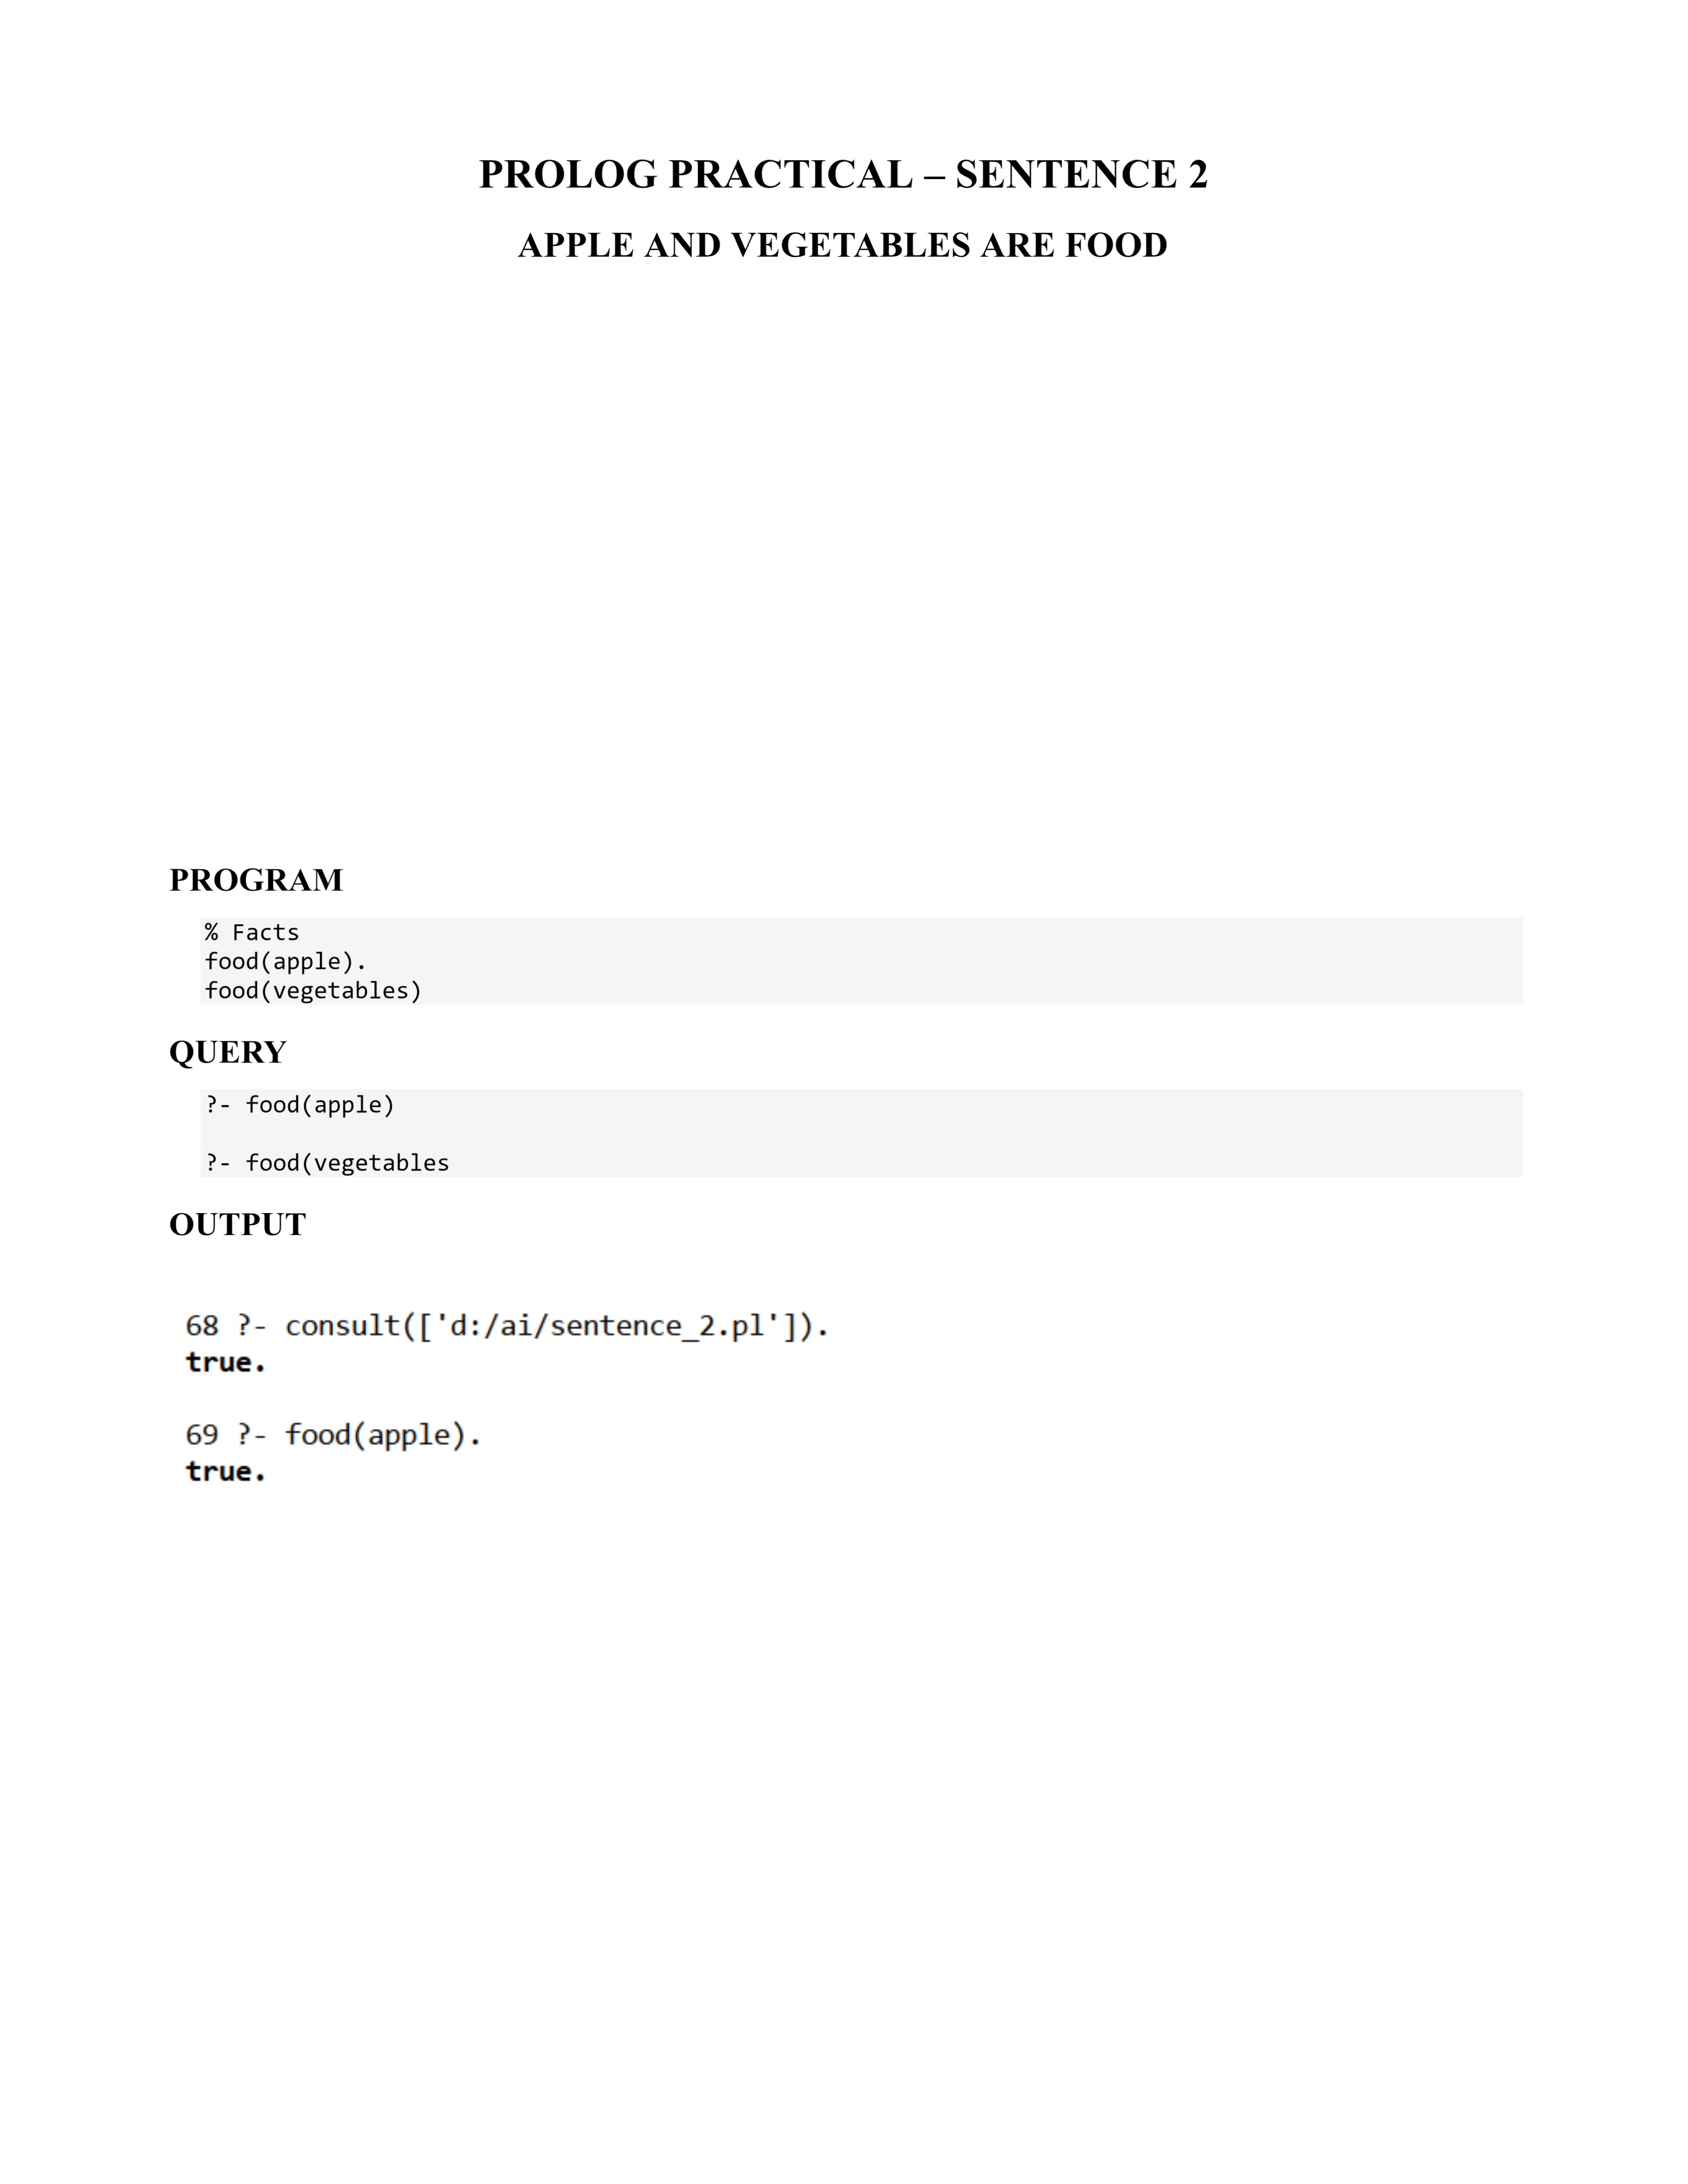 PROLOG PRACTICAL – SENTENCE 2
APPLE AND VEGETABLES ARE FOOD
PROGRAM
% Facts
food(apple).
food(vegetables)
QUERY
?- food(apple)
?- food(vegetables
OUTPUT
68 ?- consult(['d:/ai/sentence_2.pl']).
true.
69 ?- food(apple).
true.